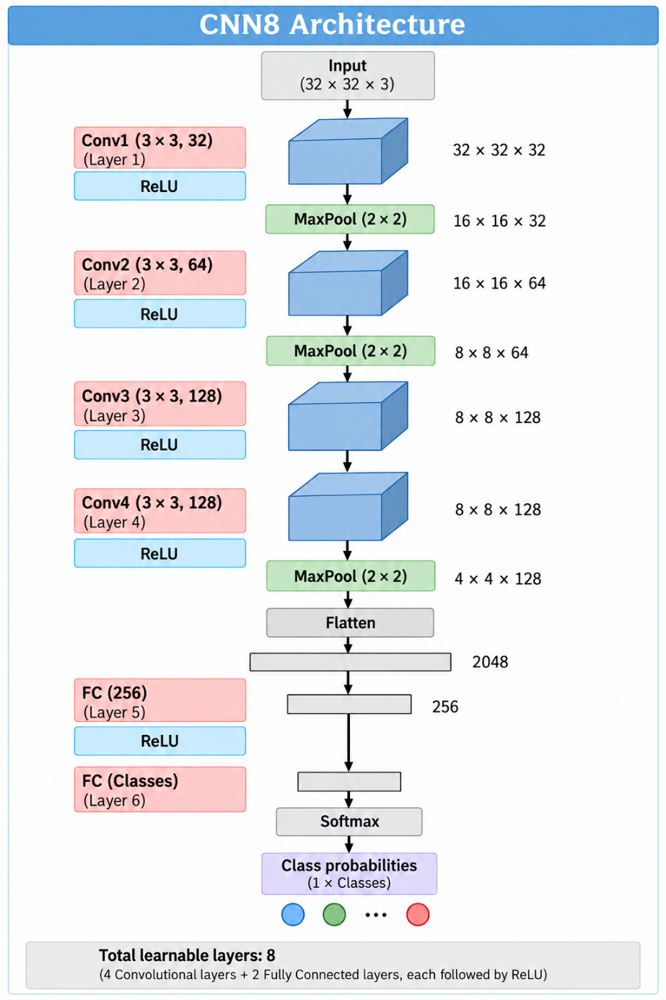 CNN8 Architecture
Input
(32 × 32 × 3)
Conv1 (3 × 3, 32)
(Layer 1)
ReLU
32 × 32 × 32
MaxPool (2 × 2)
16 × 16 × 32
Conv2 (3 × 3, 64)
(Layer 2)
ReLU
16 × 16 × 64
MaxPool (2 × 2)
8 × 8 × 64
Conv3 (3 × 3, 128)
(Layer 3)
ReLU
8 × 8 × 128
Conv4 (3 × 3, 128)
(Layer 4)
ReLU
8 × 8 × 128
MaxPool (2 × 2)
4 × 4 × 128
Flatten
2048
FC (256)
(Layer 5)
256
ReLU
FC (Classes)
(Layer 6)
Softmax
Class probabilities
(1 × Classes)
...
Total learnable layers: 8
(4 Convolutional layers + 2 Fully Connected layers, each followed by ReLU)